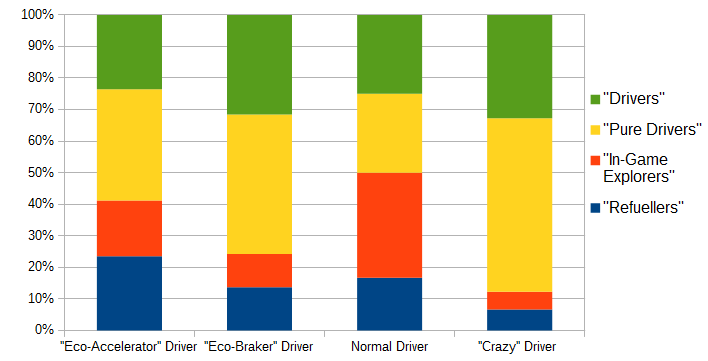 100%
90%
80%
70%
60%
50%
40%
30%
20%
10%
0%
"Eco-Accelerator" Driver
"Eco-Braker" Driver
Normal Driver
"Crazy" Driver
"Drivers"
"Pure Drivers"
"In-Game
Explorers"
"Refuellers"